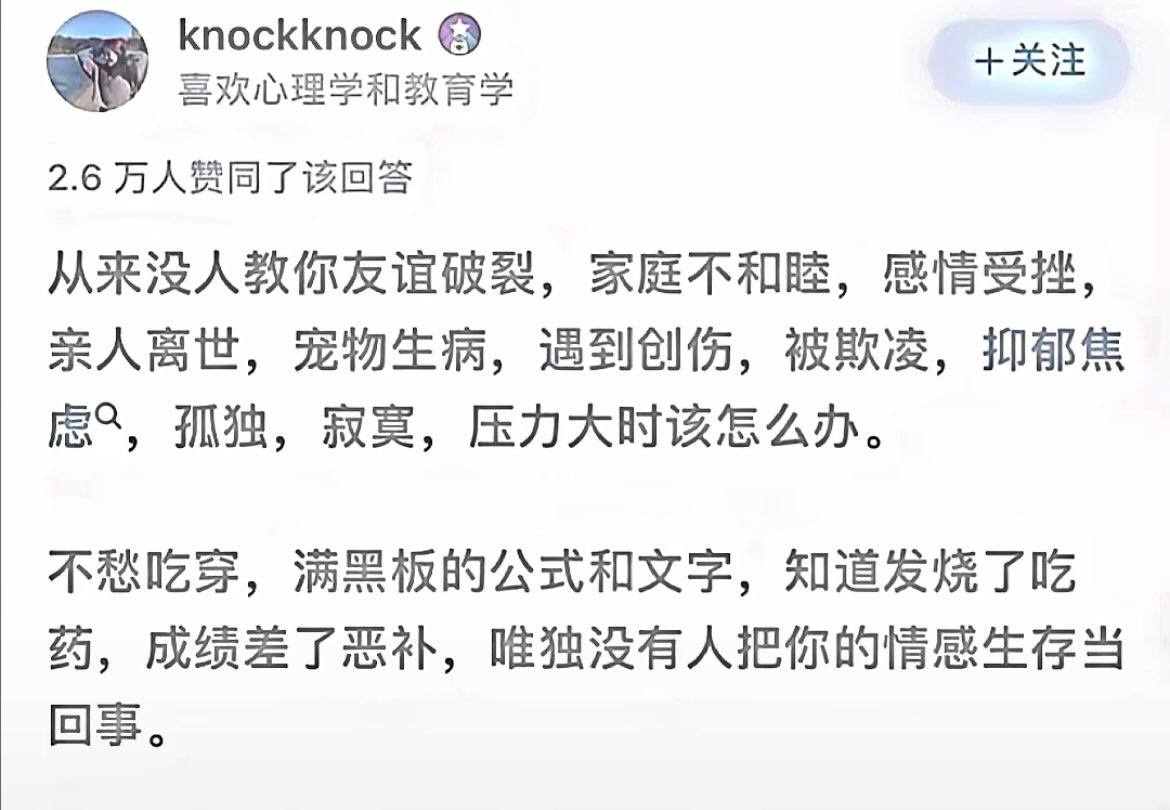 knockknock
喜欢心理学和教育学
+关注
2.6 万人赞同了该回答
从来没人教你友谊破裂，家庭不和睦，感情受挫，
亲人离世，宠物生病，遇到创伤，被欺凌，抑郁焦
虑，孤独，寂寞，压力大时该怎么办。
不愁吃穿，满黑板的公式和文字，知道发烧了吃
药，成绩差了恶补，唯独没有人把你的情感生存当
回事。